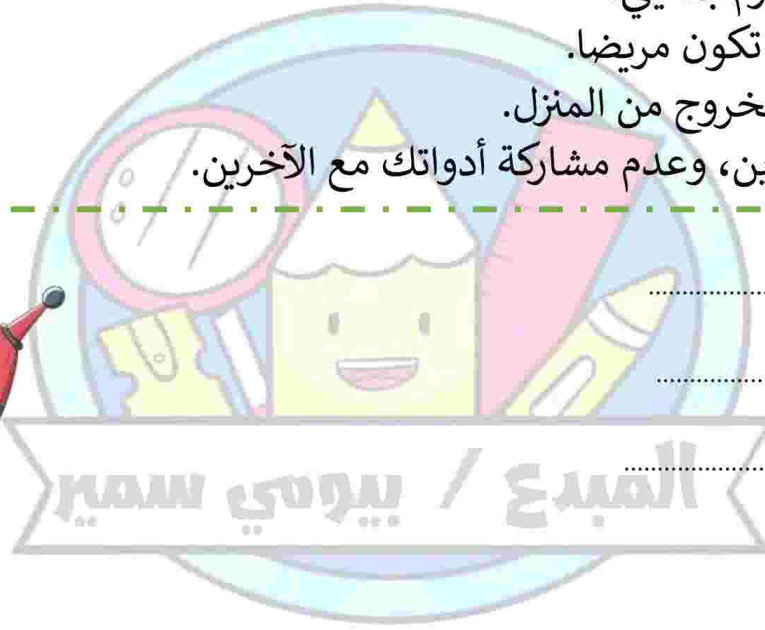 تكون مريضا.
خروج من المنزل.
ين، وعدم مشاركة أدواتك مع الآخرين.
المبدع / بيومي سمير